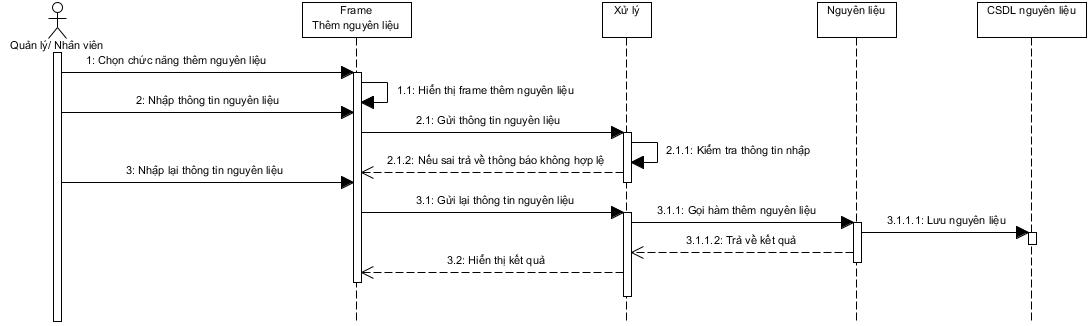 Frame
Thêm nguyên liệu
Xử lý
Nguyên liệu
CSDL nguyên liệu
Quản lý/ Nhân viên
1: Chọn chức năng thêm nguyên liệu
1.1: Hiển thị frame thêm nguyên liệu
2: Nhập thông tin nguyên liệu
2.1: Gửi thông tin nguyên liệu
2.1.1: Kiểm tra thông tin nhập
2.1.2: Nếu sai trả về thông báo không hợp lệ
3: Nhập lại thông tin nguyên liệu
3.1: Gửi lại thông tin nguyên liệu
3.1.1: Gọi hàm thêm nguyên liệu
3.1.1.1: Lưu nguyên liệu
3.1.1.2: Trả về kết quả
3.2: Hiển thị kết quả